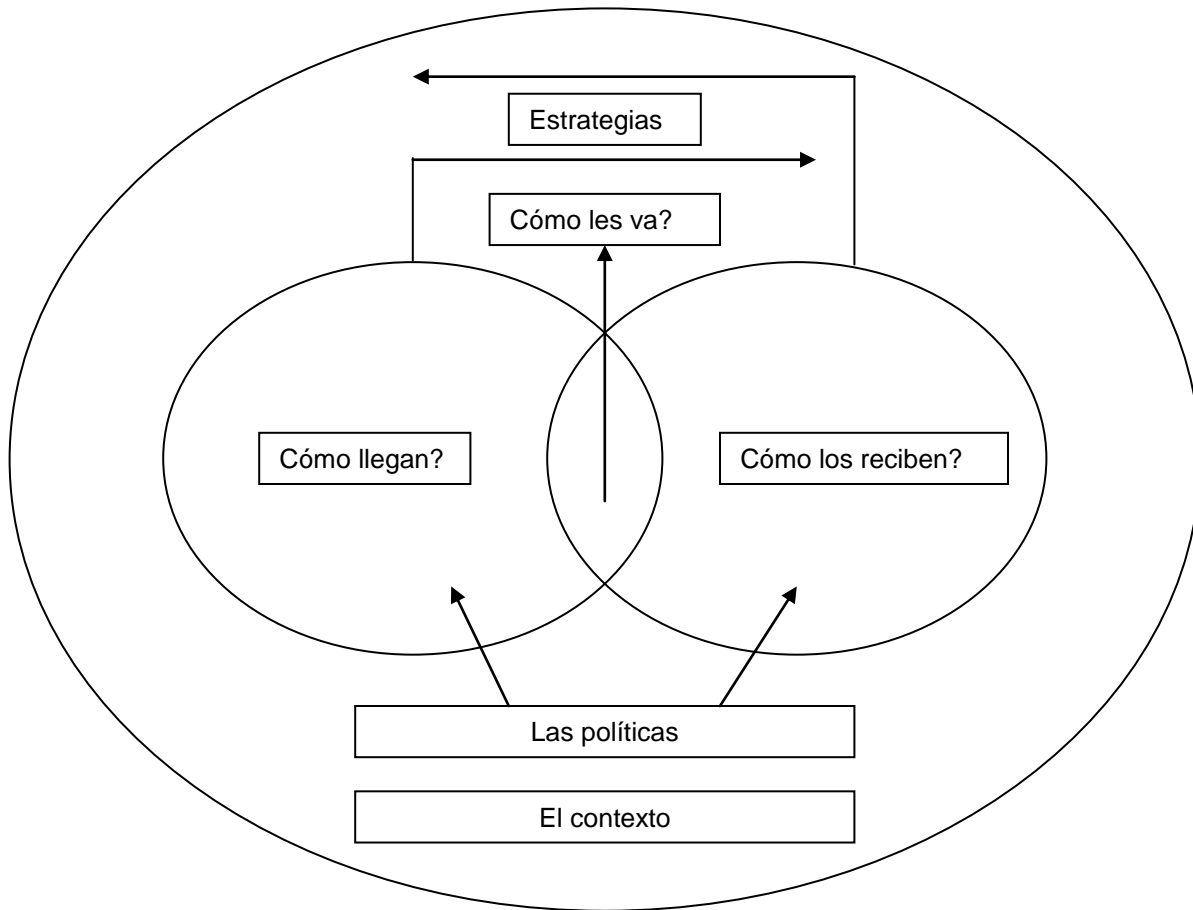 Estrategias
Cómo les va?
Cómo llegan?
Cómo los reciben?
Las políticas
El contexto